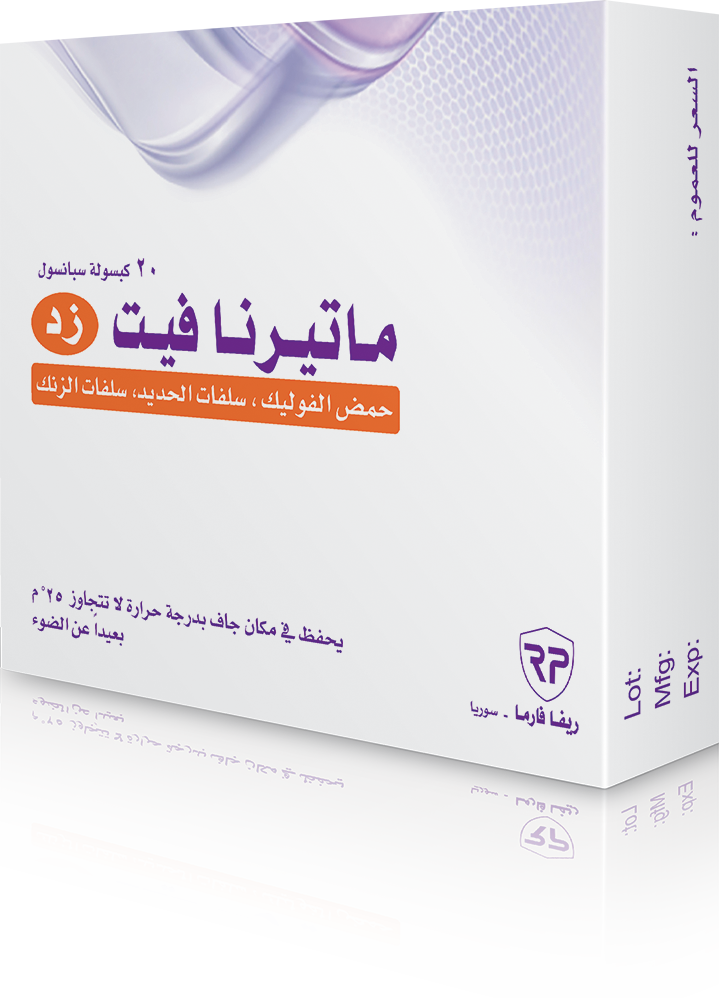 ٢٠ كبسولة سبانسول
ماتيرنا فيت زد
حمض الفوليك ، سلفات الحديد، سلفات الزنك
يحفظ في مكان جاف بدرجة حرارة لا تتجاوز ٢٥°م
بعيداً عن الضوء
RP
ريفا فارما - سوريا
السعر للعموم :
Lot:
Mfg:
Exp: